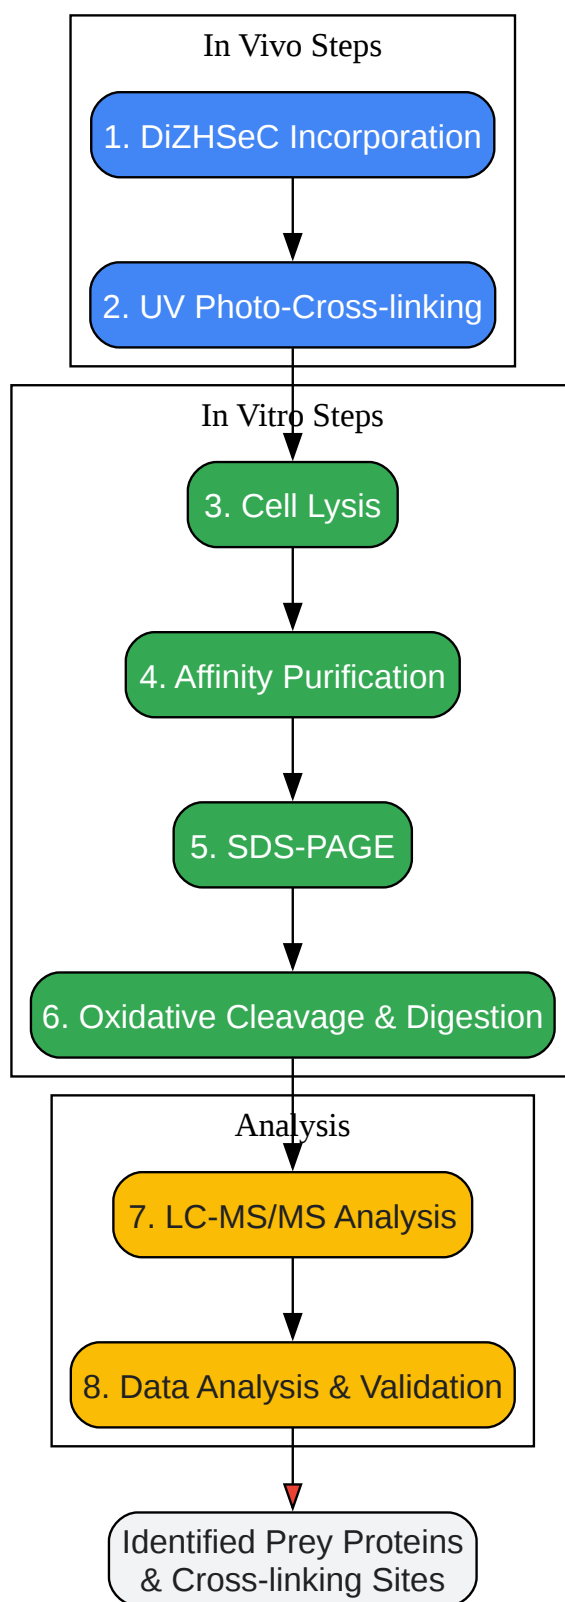 In Vivo Steps
1. DiZHSeC Incorporation
2. UV Photo-Cross-linking
In Vitro Steps
3. Cell Lysis
4. Affinity Purification
5. SDS-PAGE
6. Oxidative Cleavage & Digestion
Analysis
7. LC-MS/MS Analysis
8. Data Analysis & Validation
Identified Prey Proteins
& Cross-linking Sites